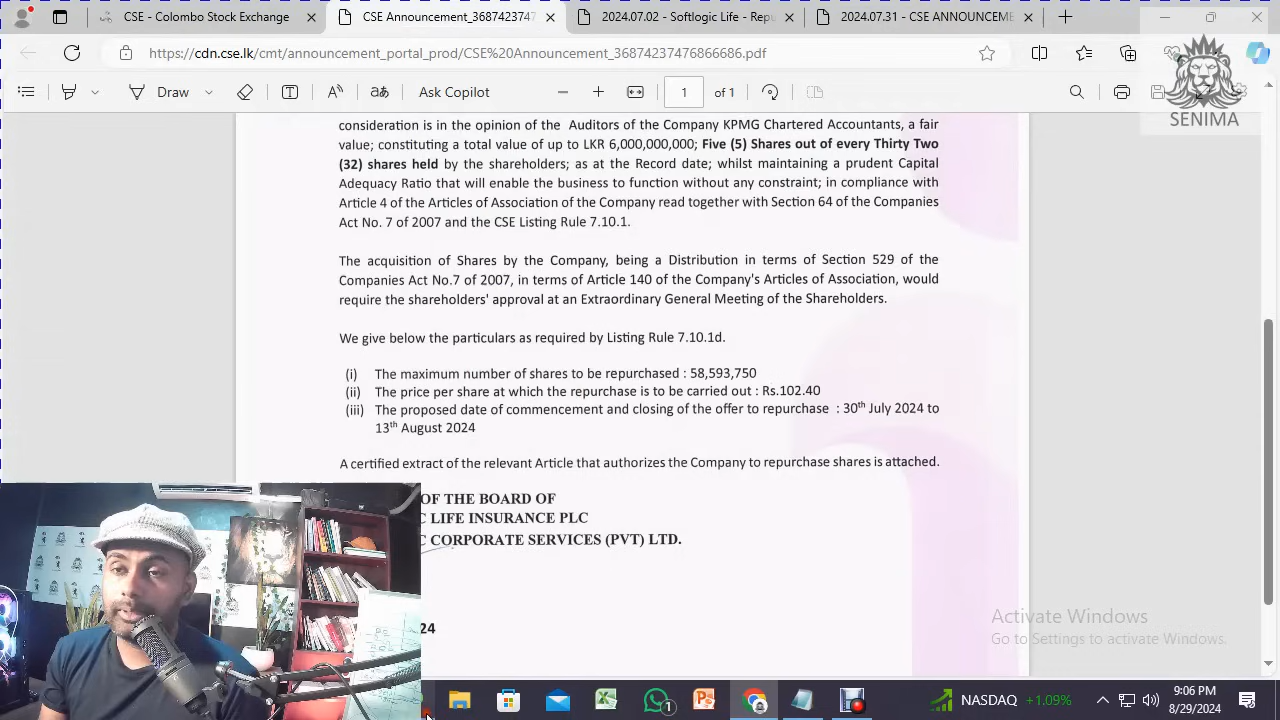 CSE - Colombo Stock Exchange
CSE Announcement_3687423747
2024.07.02 - Softlogic Life - Repu
2024.07.31 - CSE ANNOUNCEME
https://cdn.cse.lk/cmt/announcement_portal_prod/CSE%20Announcement_36874237476866686.pdf
Draw
Ask Copilot
1 of 1
SENIMA
consideration is in the opinion of the Auditors of the Company KPMG Chartered Accountants, a fair
value; constituting a total value of up to LKR 6,000,000,000; Five (5) Shares out of every Thirty Two
(32) shares held by the shareholders; as at the Record date; whilst maintaining a prudent Capital
Adequacy Ratio that will enable the business to function without any constraint; in compliance with
Article 4 of the Articles of Association of the Company read together with Section 64 of the Companies
Act No. 7 of 2007 and the CSE Listing Rule 7.10.1.
The acquisition of Shares by the Company, being a Distribution in terms of Section 529 of the
Companies Act No.7 of 2007, in terms of Article 140 of the Company's Articles of Association, would
require the shareholders' approval at an Extraordinary General Meeting of the Shareholders.
We give below the particulars as required by Listing Rule 7.10.1d.
(i) The maximum number of shares to be repurchased : 58,593,750
(ii) The price per share at which the repurchase is to be carried out : Rs.102.40
(iii) The proposed date of commencement and closing of the offer to repurchase : 30th July 2024 to
13th August 2024
A certified extract of the relevant Article that authorizes the Company to repurchase shares is attached.
OF THE BOARD OF
C LIFE INSURANCE PLC
C CORPORATE SERVICES (PVT) LTD.
24
Activate Windows
Go to Settings to activate Windows.
1
NASDAQ +1.09%
9:06 PM
8/29/2024